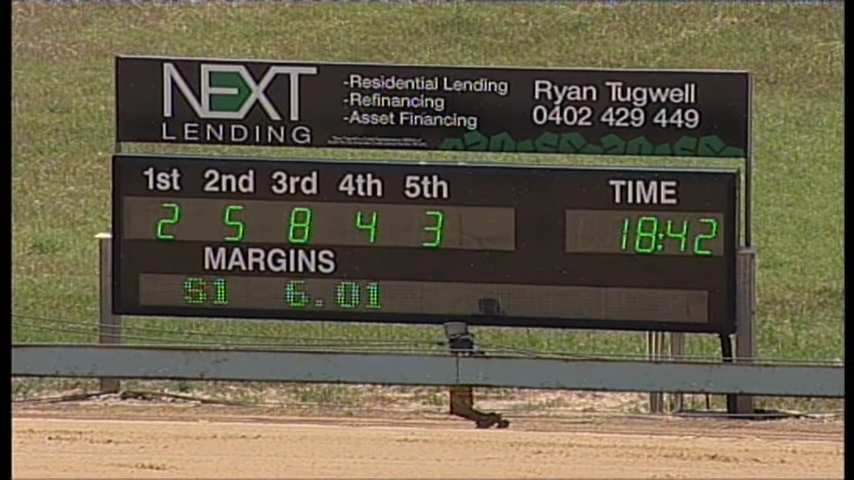 NEXT
LENDING
-Residential Lending
-Refinancing
-Asset Financing
Ryan Tugwell
0402 429 449
1st 2nd 3rd 4th 5th TIME
2 5 8 4 3 18:42
MARGINS
S1 6.01